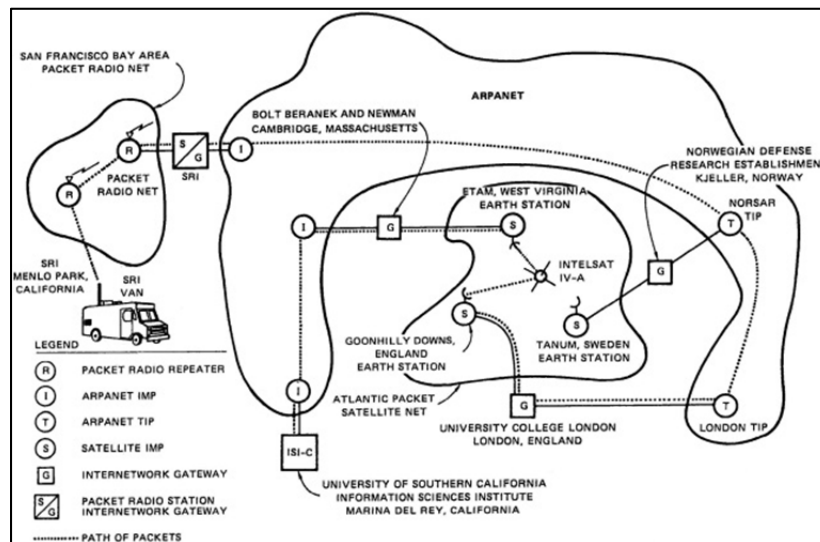 SAN FRANCISCO BAY AREA
PACKET RADIO NET
ARPANET
BOLT BERANEK AND NEWMAN
CAMBRIDGE, MASSACHUSETTS
NORWEGIAN DEFENSE
RESEARCH ESTABLISHMEN
KJELLER, NORWAY
S
G
I
R
SRI
PACKET
RADIO NET
R
ETAM, WEST VIRGINIA
EARTH STATION
NORSAR
TIP
T
I
G
S
INTELSAT
IV-A
G
SRI
MENLO PARK,
CALIFORNIA
SRI
VAN
S
S
GOONHILLY DOWNS,
ENGLAND
EARTH STATION
TANUM, SWEDEN
EARTH STATION
LEGEND
R PACKET RADIO REPEATER
I ARPANET IMP
T ARPANET TIP
S SATELLITE IMP
G INTERNETWORK GATEWAY
S
G
PACKET RADIO STATION
INTERNETWORK GATEWAY
PATH OF PACKETS
I
ATLANTIC PACKET
SATELLITE NET
G
T
UNIVERSITY COLLEGE LONDON
LONDON, ENGLAND
LONDON TIP
ISI-C
UNIVERSITY OF SOUTHERN CALIFORNIA
INFORMATION SCIENCES INSTITUTE
MARINA DEL REY, CALIFORNIA